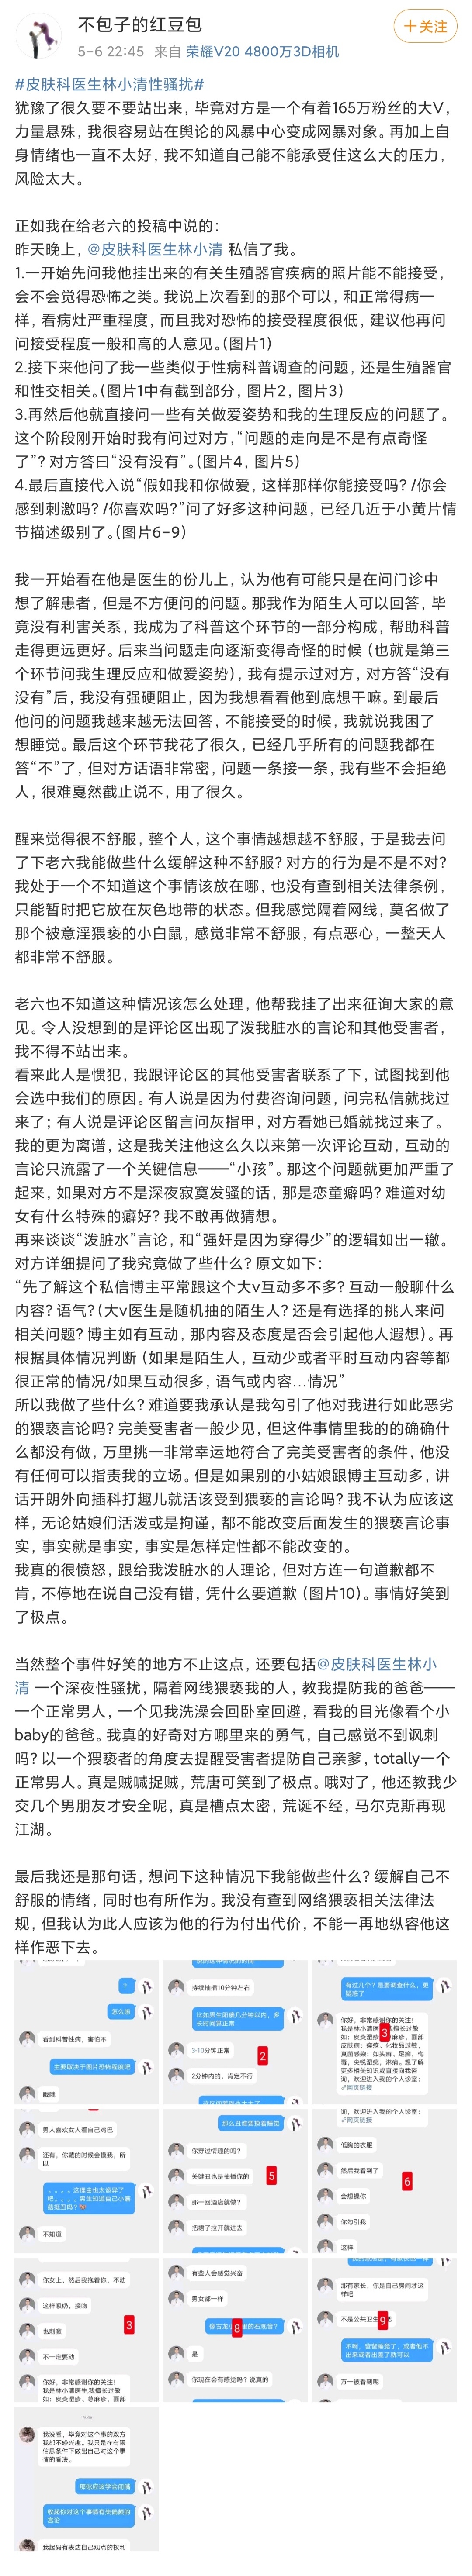 不包子的红豆包
＋关注
5-6 22:45 来自 荣耀V20 4800万3D相机
#皮肤科医生林小清性骚扰#
犹豫了很久要不要站出来，毕竟对方是一个有着165万粉丝的大V，
力量悬殊，我很容易站在舆论的风暴中心变成网暴对象。再加上自
身情绪也一直不太好，我不知道自己能不能承受住这么大的压力，
风险太大。
正如我在给老六的投稿中说的：
昨天晚上，@皮肤科医生林小清 私信了我。
1.一开始先问我他挂出来的有关生殖器官疾病的照片能不能接受，
会不会觉得恐怖之类。我说上次看到的那个可以，和正常得病一
样，看病灶严重程度，而且我对恐怖的接受程度很低，建议他再问
问接受程度一般和高的人意见。(图片1)
2.接下来他问了我一些类似于性病科普调查的问题，还是生殖器官
和性交相关。(图片1中有截到部分，图片2，图片3)
3.再然后他就直接问一些有关做爱姿势和我的生理反应的问题了。
这个阶段刚开始时我有问过对方，“问题的走向是不是有点奇怪
了”？对方答曰“没有没有”。(图片4，图片5)
4.最后直接代入说“假如我和你做爱，这样那样你能接受吗？/你会
感到刺激吗？/你喜欢吗？”问了好多这种问题，已经几近于小黄片情
节描述级别了。(图片6-9)
我一开始看在他是医生的份儿上，认为他有可能只是在问门诊中
想了解患者，但是不方便问的问题。那我作为陌生人可以回答，毕
竟没有利害关系，我成为了科普这个环节的一部分构成，帮助科普
走得更远更好。后来当问题走向逐渐变得奇怪的时候（也就是第三
个环节问我生理反应和做爱姿势），我有提示过对方，对方答“没有
没有”后，我没有强硬阻止，因为我想看看他到底想干嘛。到最后
他问的问题我越来越无法回答，不能接受的时候，我就说我困了
想睡觉。最后这个环节我花了很久，已经几乎所有的问题我都在
答“不”了，但对方话语非常密，问题一条接一条，我有些不会拒绝
人，很难戛然截止说不，用了很久。
醒来觉得很不舒服，整个人，这个事情越想越不舒服，于是我去问
了下老六我能做些什么缓解这种不舒服？对方的行为是不是不对？
我处于一个不知道这个事情该放在哪，也没有查到相关法律条例，
只能暂时把它放在灰色地带的状态。但我感觉隔着网线，莫名做了
那个被意淫猥亵的小白鼠，感觉非常不舒服，有点恶心，一整天人
都非常不舒服。
老六也不知道这种情况该怎么处理，他帮我挂了出来征询大家的意
见。令人没想到的是评论区出现了泼我脏水的言论和其他受害者，
我不得不站出来。
看来此人是惯犯，我跟评论区的其他受害者联系了下，试图找到他
会选中我们的原因。有人说是因为付费咨询问题，问完私信就找过
来了；有人说是评论区留言问灰指甲，对方看她已婚就找过来了。
我的更为离谱，这是我关注他这么久以来第一次评论互动，互动的
言论只流露了一个关键信息——“小孩”。那这个问题就更加严重了
起来，如果对方不是深夜寂寞发骚的话，那是恋童癖吗？难道对幼
女有什么特殊的癖好？我不敢再做猜想。
再来谈谈“泼脏水”言论，和“强奸是因为穿得少”的逻辑如出一辙。
对方详细提问了我究竟做了些什么？原文如下：
“先了解这个私信博主平常跟这个大v互动多不多？互动一般聊什么
内容？语气？(大v医生是随机抽的陌生人？还是有选择的挑人来问
相关问题？博主如有互动，那内容及态度是否会引起他人遐想)。再
根据具体情况判断（如果是陌生人，互动少或者平时互动内容等都
很正常的情况/如果互动很多，语气或内容...情况”
所以我做了些什么？难道要我承认是我勾引了他对我进行如此恶劣
的猥亵言论吗？完美受害者一般少见，但这件事情里我的的确确什
么都没有做，万里挑一非常幸运地符合了完美受害者的条件，他没
有任何可以指责我的立场。但是如果别的小姑娘跟博主互动多，讲
话开朗外向插科打趣儿就活该受到猥亵的言论吗？我不认为应该这
样，无论姑娘们活泼或是拘谨，都不能改变后面发生的猥亵言论事
实，事实就是事实，事实是怎样定性都不能改变的。
我真的很愤怒，跟给我泼脏水的人理论，但对方连一句道歉都不
肯，不停地在说自己没有错，凭什么要道歉（图片10）。事情好笑到
了极点。
当然整个事件好笑的地方不止这点，还要包括@皮肤科医生林小
清 一个深夜性骚扰，隔着网线猥亵我的人，教我提防我的爸爸——
一个正常男人，一个见我洗澡会回卧室回避，看我的目光像看个小
baby的爸爸。我真的好奇对方哪里来的勇气，自己感觉不到讽刺
吗？以一个猥亵者的角度去提醒受害者提防自己亲爹，totally一个
正常男人。真是贼喊捉贼，荒唐可笑到了极点。哦对了，他还教我少
交几个男朋友才安全呢，真是槽点太密，荒诞不经，马尔克斯再现
江湖。
最后我还是那句话，想问下这种情况下我能做些什么？缓解自己不
舒服的情绪，同时也有所作为。我没有查到网络猥亵相关法律法
规，但我认为此人应该为他的行为付出代价，不能一再地纵容他这
样作恶下去。
？
怎么啦
看到科普性病，害怕不
主要取决于图片恐怖程度吧
哦哦
持续抽插10分钟左右
比如男生阳痿几分钟以内，多
长时间算正常
3-10分钟正常
2分钟内的，肯定不行
2
有过几个？是要调查什么，更
疑惑了
你好，非常感谢你的关注！
3
网页链接
男人喜欢女人看自己鸡巴
还有，你戴的时候会摸我，所
以
不知道
那么丑谁要摸着睡觉
你穿过情趣的吗？
关键丑也是抽插你的
5
那一回酒店就做？
把裙子拉开就进去
询，欢迎进入我的个人诊室：
网页链接
低胸的衣服
然后我看到了
6
会想操你
你勾引我
这样
你女上，然后我抱着你，不动
这样吸奶，接吻
3
也刺激
不一定要动
你好，非常感谢你的关注！
我是林小清医生,我擅长过敏
如：皮炎湿疹、荨麻疹，面部
有些人会感觉兴奋
男女都一样
8
是
你现在会有感觉吗？说真的
那有家长，你是自己房间才这
样吧
9
不是公共卫生
万一被看到呢
我没看，毕竟对这个事的双方
我都不感兴趣。我只是在有限
信息条件下做出自己对这个事
情的看法。
那你应该学会闭嘴
收起你对这个事情有失偏颇的
言论
我起码有表达自己观点的权利